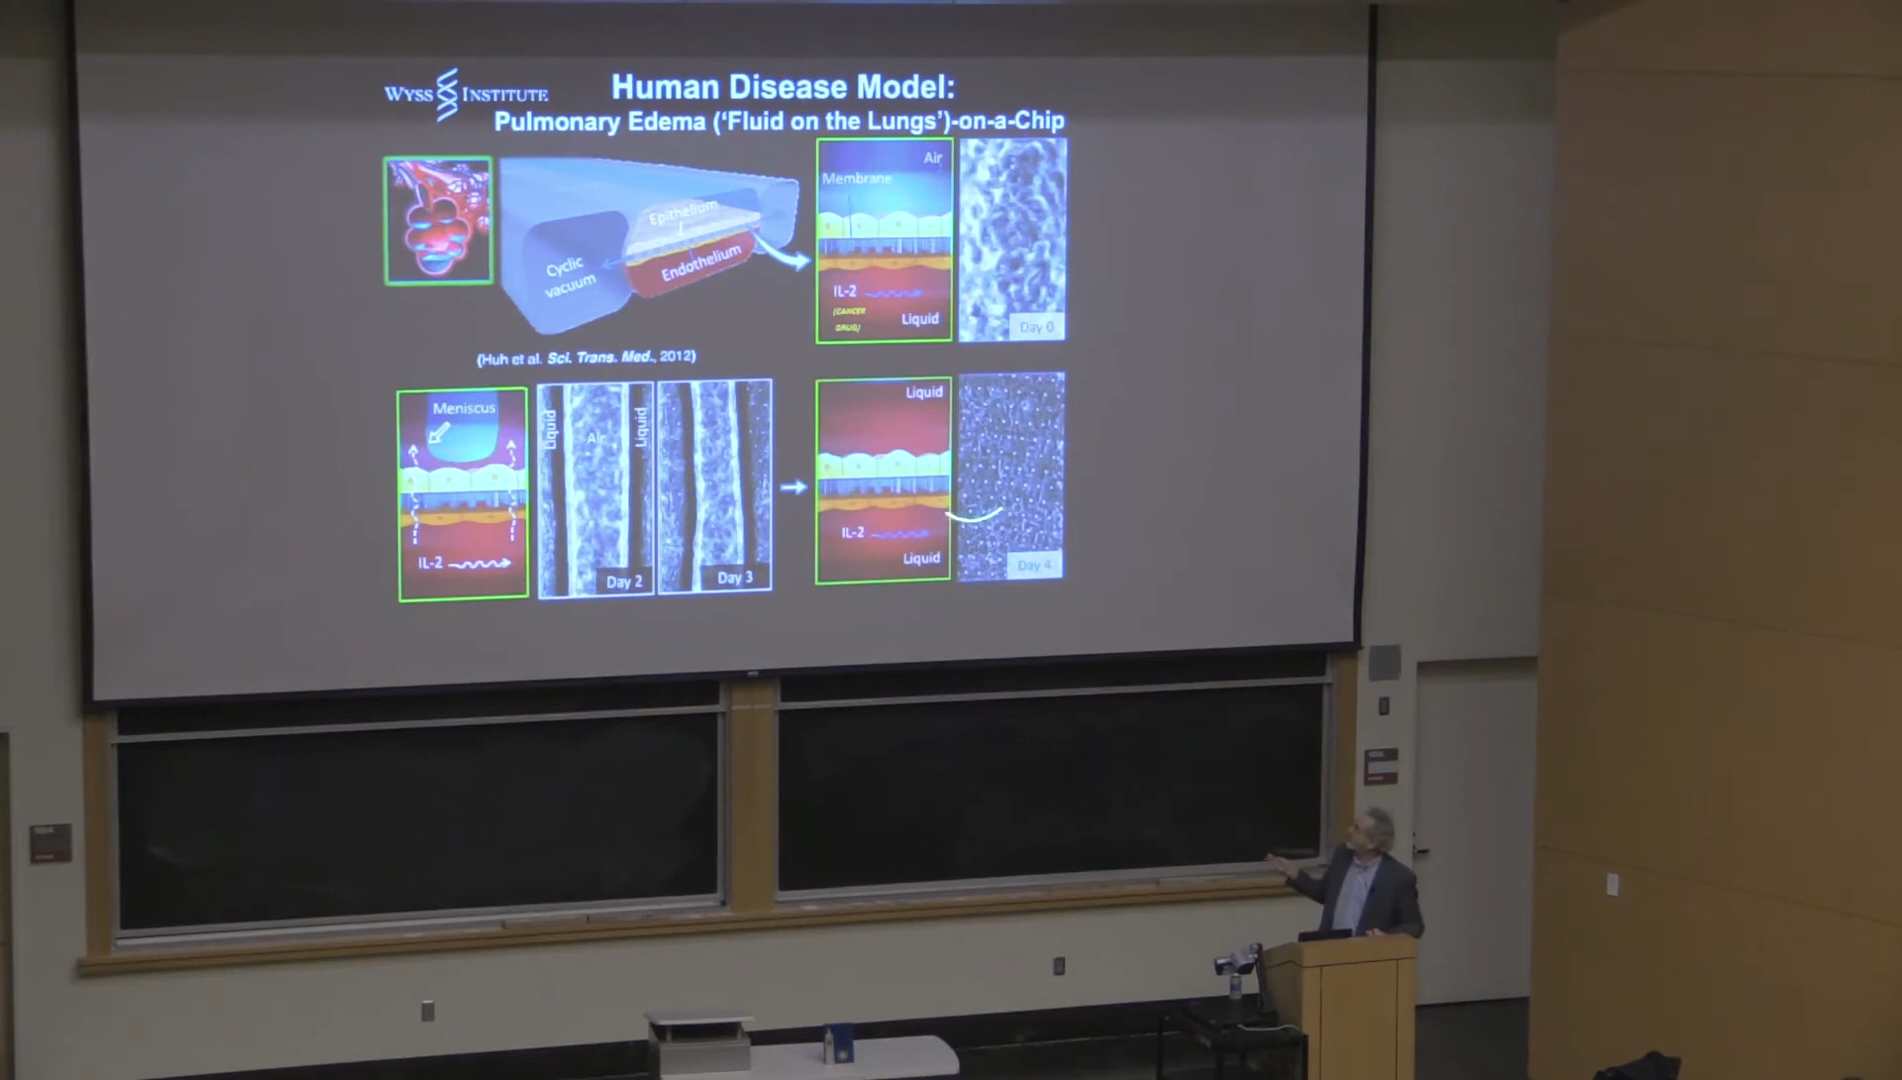 WYSS INSTITUTE
Human Disease Model:
Pulmonary Edema (‘Fluid on the Lungs’)-on-a-Chip
Epithelium
Endothelium
Cyclic
vacuum
Air
Membrane
IL-2
(CANCER
DRUG)
Liquid
Day 0
(Huh et al. Sci. Trans. Med., 2012)
Meniscus
IL-2
Liquid
Air
Liquid
Day 2
Day 3
Liquid
IL-2
Liquid
Day 4